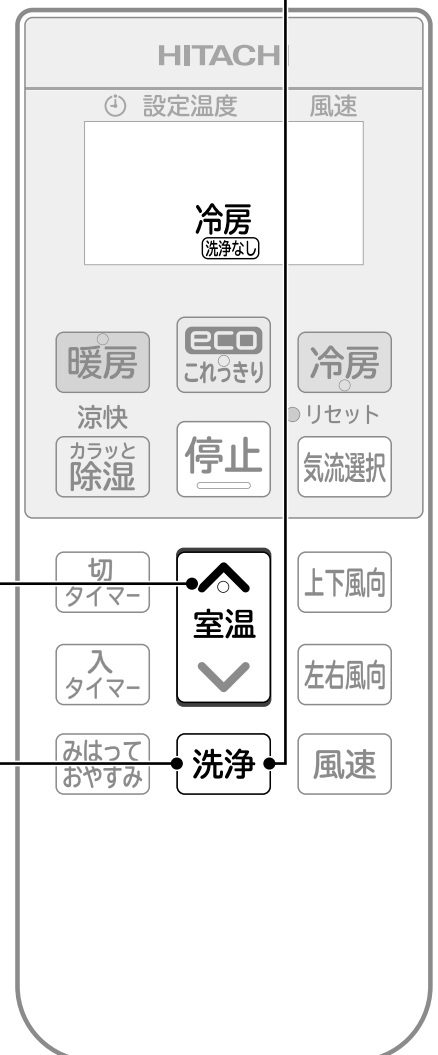 HITACHI
設定温度 風速
冷房
洗浄なし
暖房
eco
これっきり
冷房
涼快
リセット
カラッと
除湿
停止
気流選択
切
タイマー
室温
上下風向
入
タイマー
左右風向
みはって
おやすみ
洗浄
風速